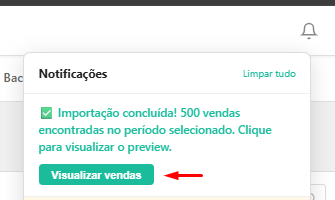 Notificações Limpar tudo
Bac
✅ Importação concluída! 500 vendas
encontradas no período selecionado. Clique
para visualizar o preview.
Visualizar vendas